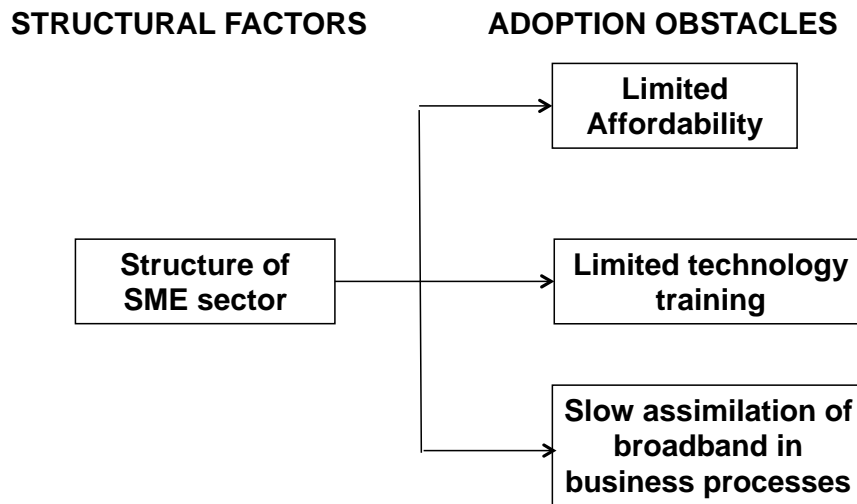 STRUCTURAL FACTORS
ADOPTION OBSTACLES
Limited
Affordability
Structure of
SME sector
Limited technology
training
Slow assimilation of
broadband in
business processes